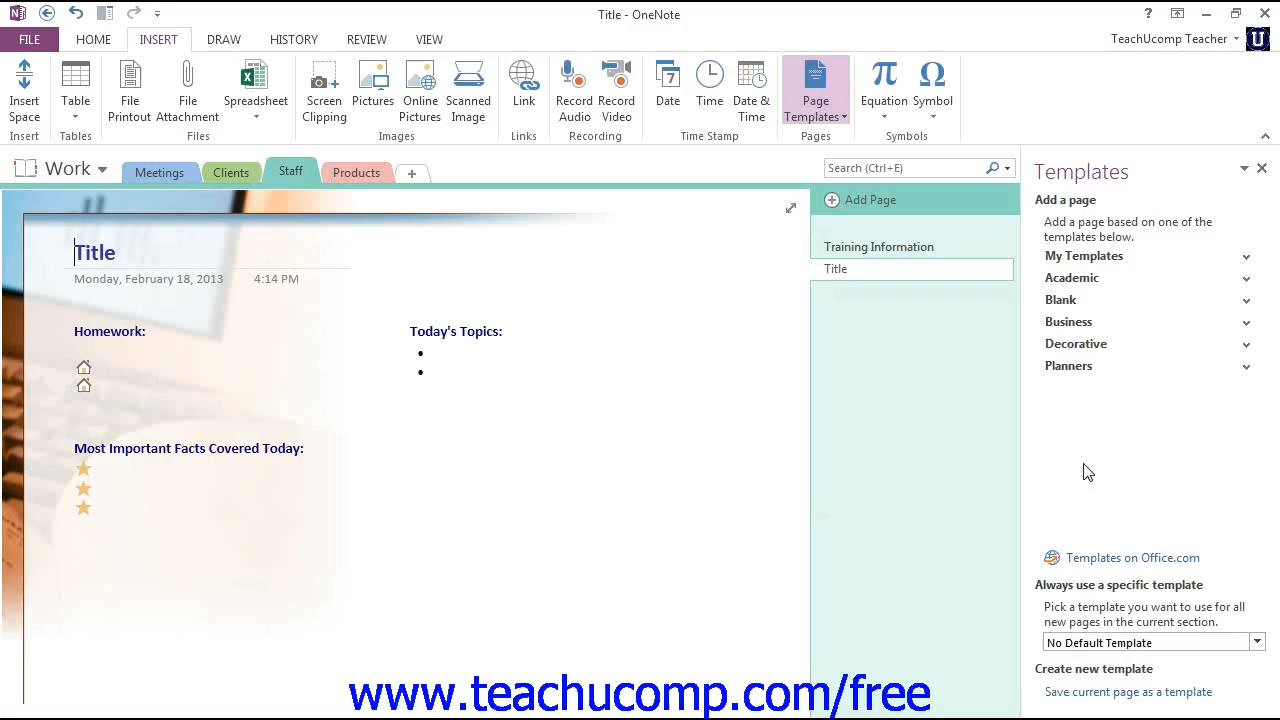 Title - OneNote
?
FILE HOME INSERT DRAW HISTORY REVIEW VIEW
TeachUcomp Teacher
U
Insert Space
Table
File Printout
File Attachment
Spreadsheet
Screen Clipping
Pictures
Online Pictures
Scanned Image
Link
Record Audio
Record Video
Date
Time
Date & Time
Page Templates
Equation
Symbol
Insert Tables Files Images Links Recording Time Stamp Pages Symbols
Work
Meetings Clients Staff Products
Search (Ctrl+E)
Add Page
Training Information
Title
Title
Monday, February 18, 2013 4:14 PM
Homework:
Today's Topics:
Most Important Facts Covered Today:
Templates
Add a page
Add a page based on one of the
templates below.
My Templates
Academic
Blank
Business
Decorative
Planners
Templates on Office.com
Always use a specific template
Pick a template you want to use for all
new pages in the current section.
No Default Template
Create new template
Save current page as a template
www.teachucomp.com/free